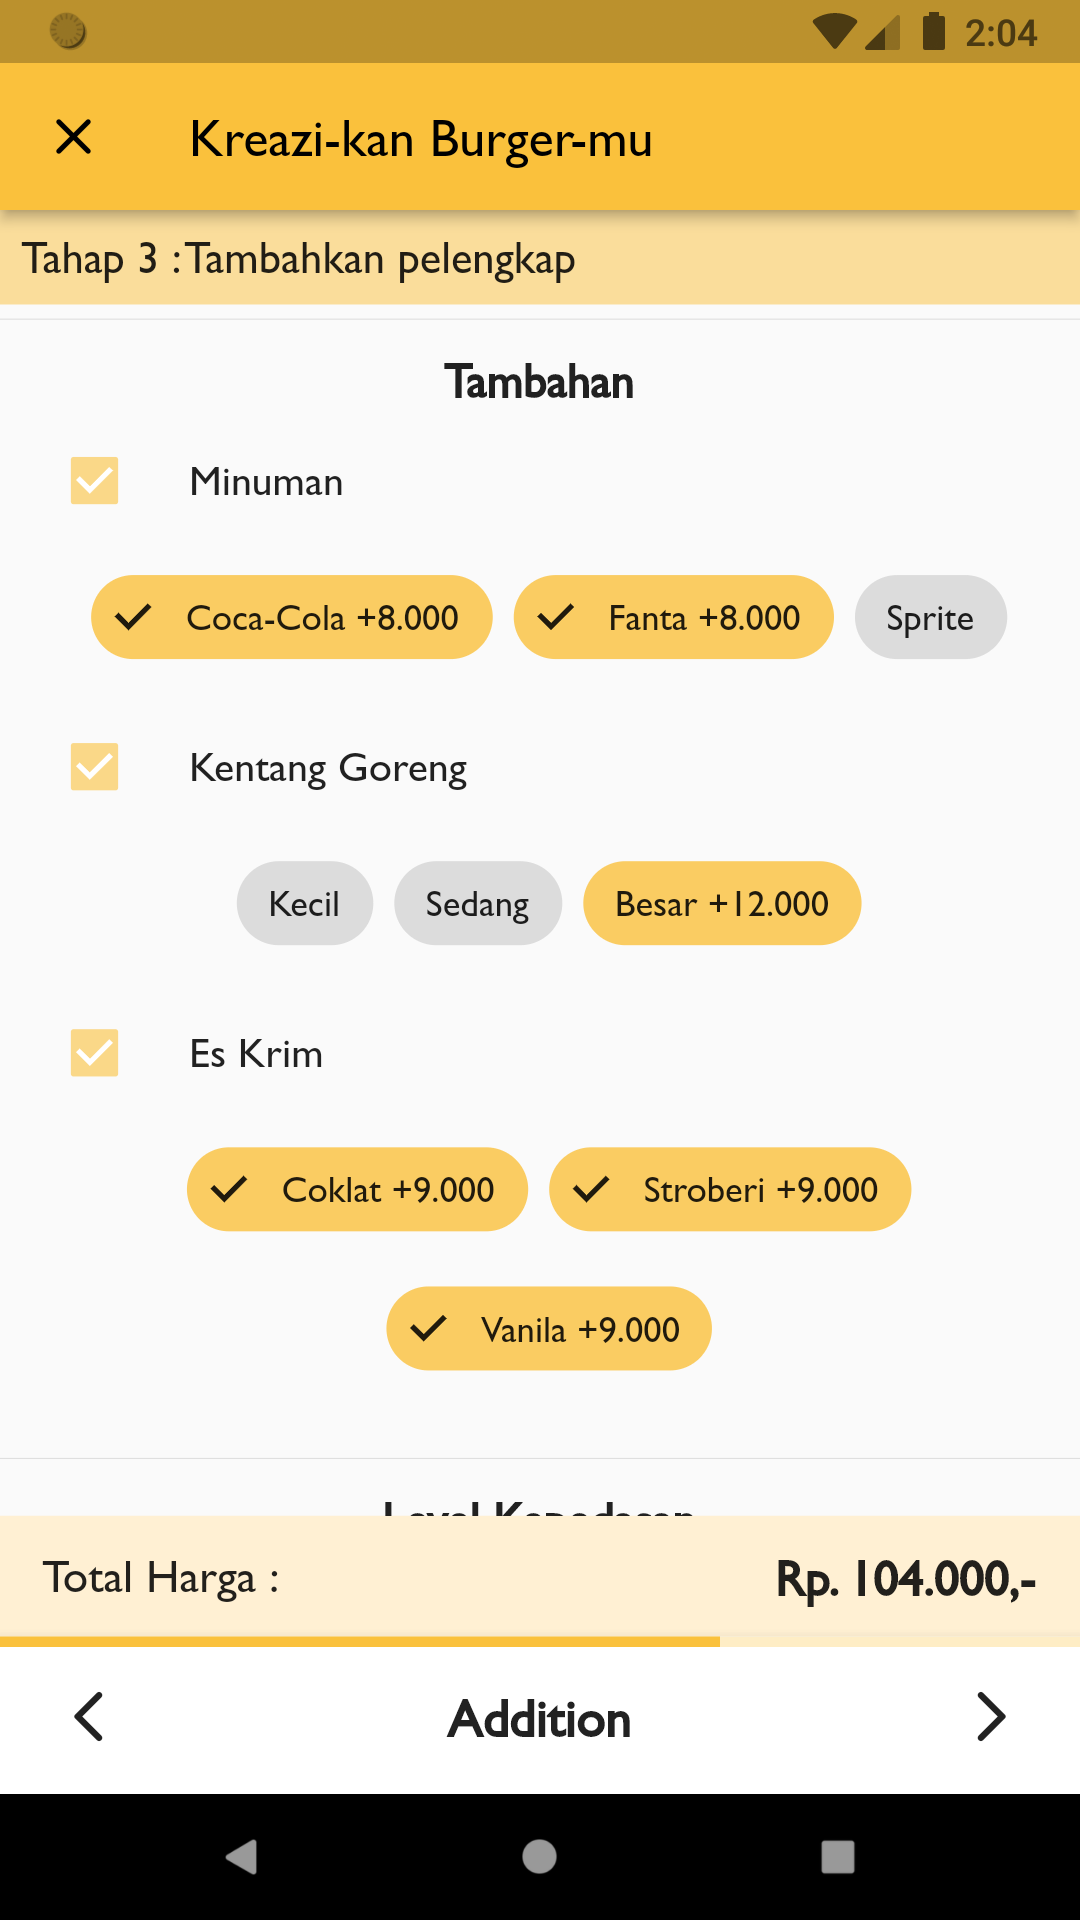 2:04
Kreazi-kan Burger-mu
Tahap 3 : Tambahkan pelengkap
Tambahan
Minuman
Coca-Cola +8.000 Fanta +8.000 Sprite
Kentang Goreng
Kecil Sedang Besar +12.000
Es Krim
Coklat +9.000 Stroberi +9.000
Vanila +9.000
Level Kepedasan
Total Harga : Rp. 104.000,-
Addition